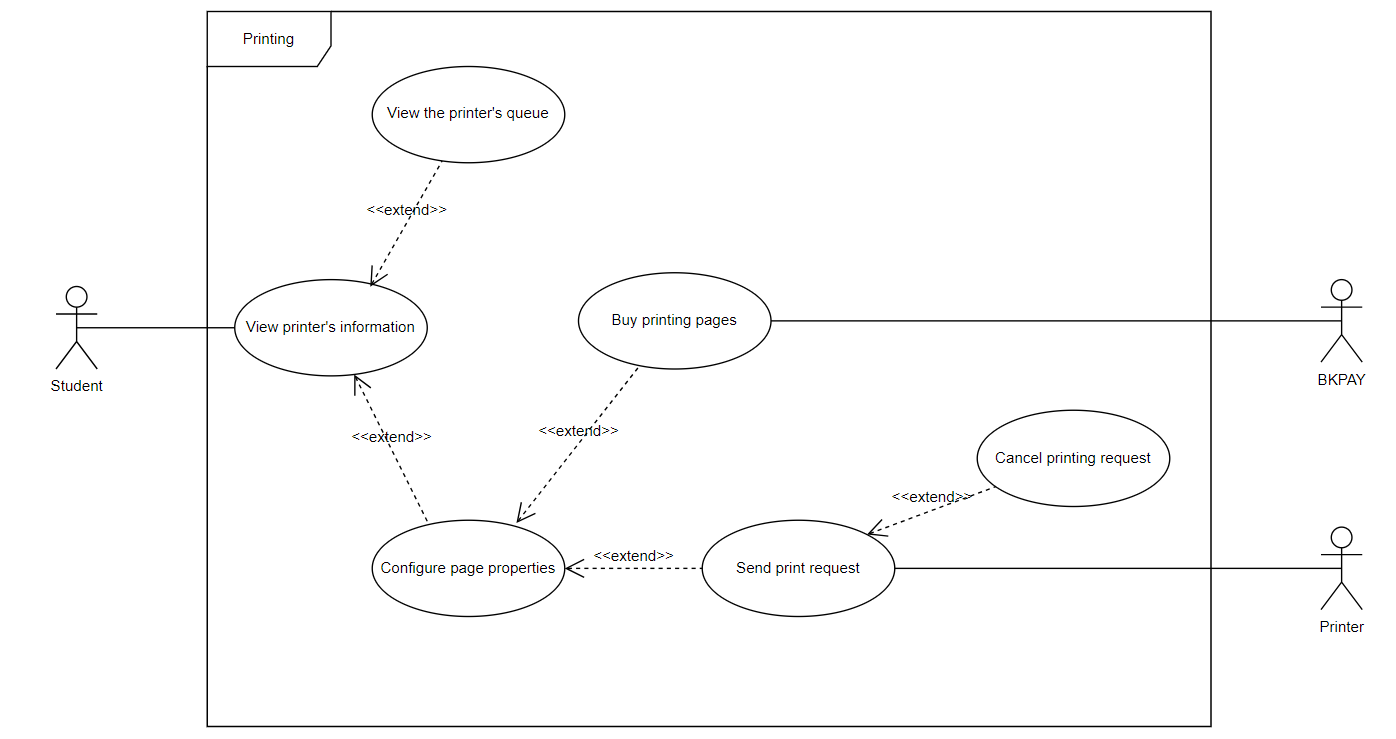 Printing
View the printer's queue
<<extend>>
View printer's information
Buy printing pages
Student
BKPAY
<<extend>>
<<extend>>
Cancel printing request
<<extend>>
<<extend>>
Configure page properties
Send print request
Printer